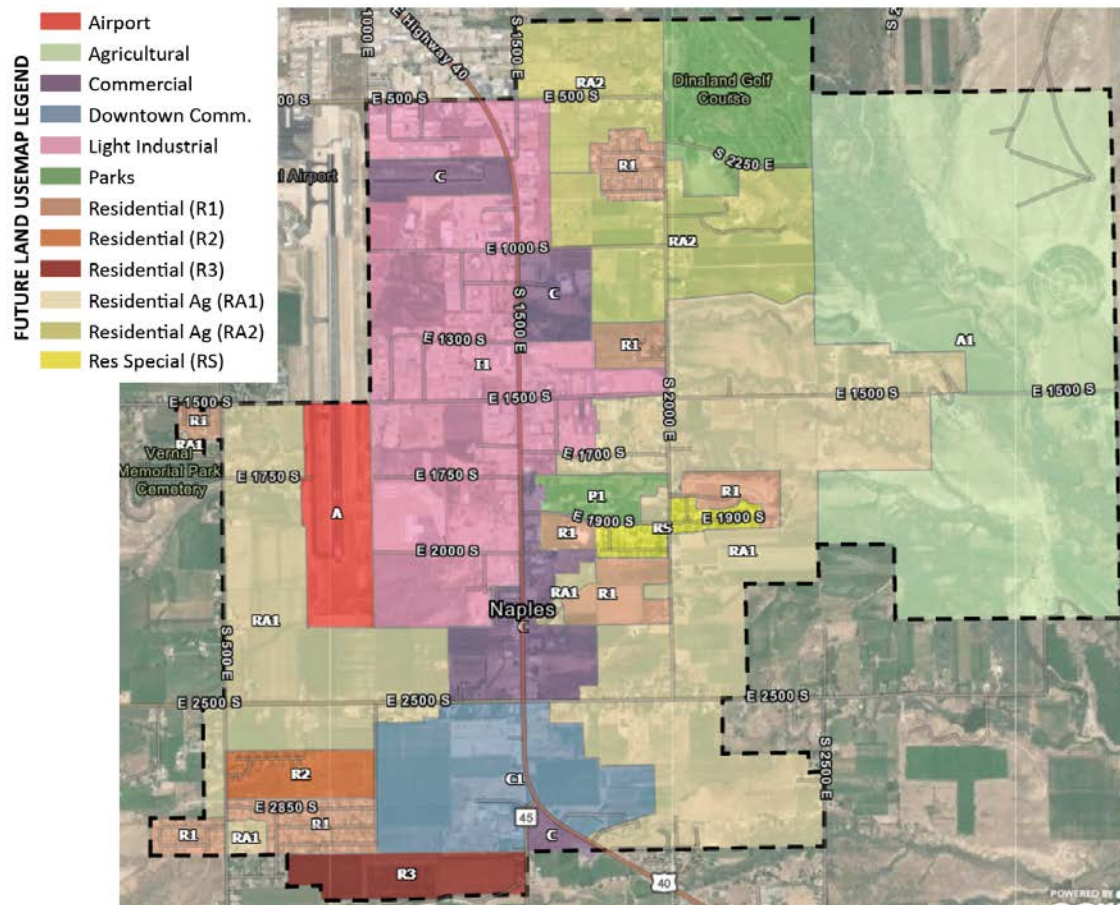 FUTURE LAND USEMAP LEGEND
Airport
Agricultural
Commercial
Downtown Comm.
Light Industrial
Parks
Residential (R1)
Residential (R2)
Residential (R3)
Residential Ag (RA1)
Residential Ag (RA2)
Res Special (RS)
1000 E
E Highway 40
S 1500 E
RA2
Dinaland Golf
Course
E 500 S
E 500 S
S 2250 E
Airport
C
R1
RA2
E 1000 S
C
S 1500 E
E 1300 S
I1
R1
A1
S 2000 E
E 1500 S
E 1500 S
E 1500 S
E 1500 S
R1
RA1
Vernal
Memorial Park
Cemetery
E 1750 S
E 1750 S
E 1700 S
A
P1
R1
E 1900 S
E 1900 S
R1
RS
E 2000 S
RA1
RA1
R1
Naples
C
RA1
S 500 E
E 2500 S
E 2500 S
E 2500 S
S 2500 E
R2
C1
E 2850 S
45
R1
RA1
R1
C
R3
40
POWERED BY